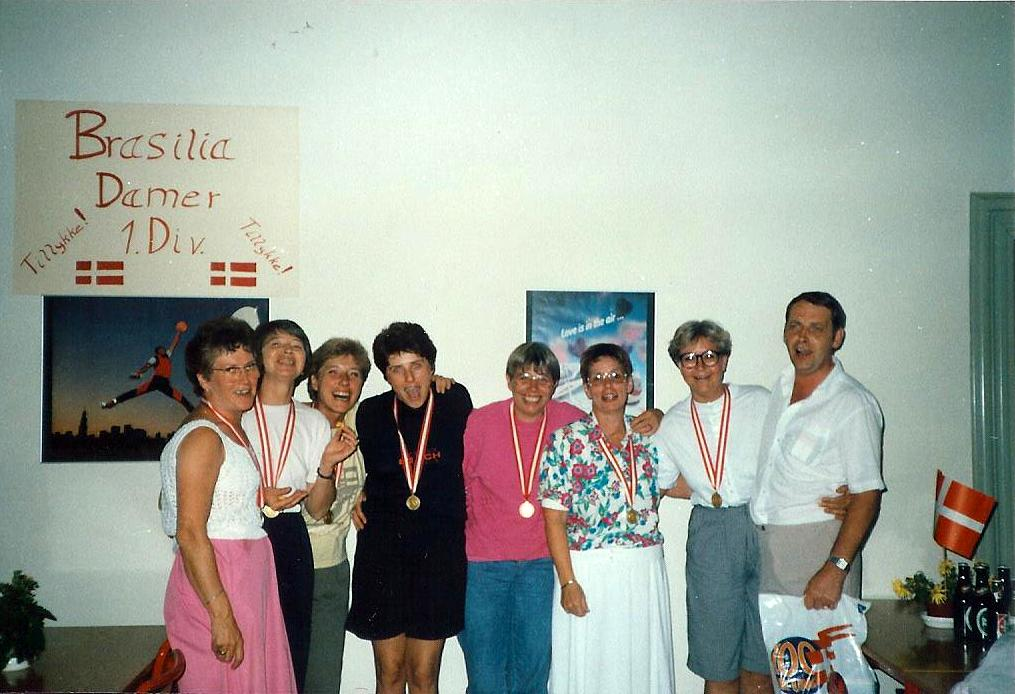 Brasilia
Damer
1. Div.
Tillykke!
Tillykke!
Love is in the air...